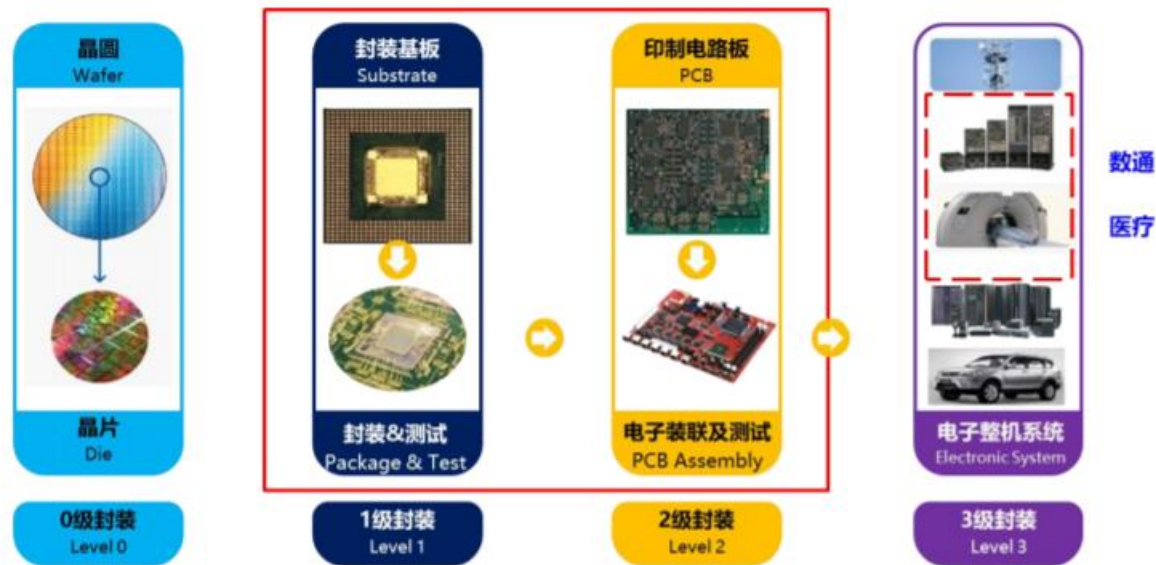 晶圆
Wafer
晶片
Die
0级封装
Level 0
封装基板
Substrate
封装&测试
Package & Test
1级封装
Level 1
印制电路板
PCB
电子装联及测试
PCB Assembly
2级封装
Level 2
数通
医疗
电子整机系统
Electronic System
3级封装
Level 3